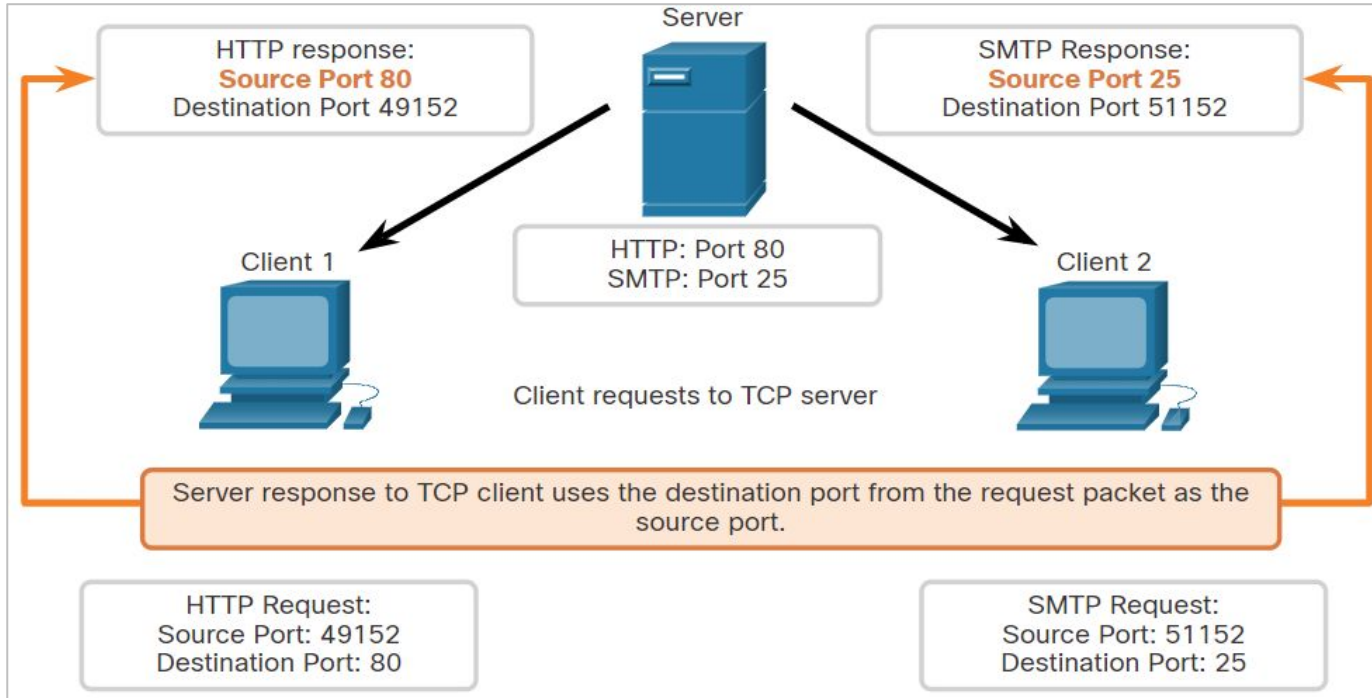 Server
HTTP response:
Source Port 80
Destination Port 49152
SMTP Response:
Source Port 25
Destination Port 51152
HTTP: Port 80
SMTP: Port 25
Client 1
Client 2
Client requests to TCP server
Server response to TCP client uses the destination port from the request packet as the
source port.
HTTP Request:
Source Port: 49152
Destination Port: 80
SMTP Request:
Source Port: 51152
Destination Port: 25